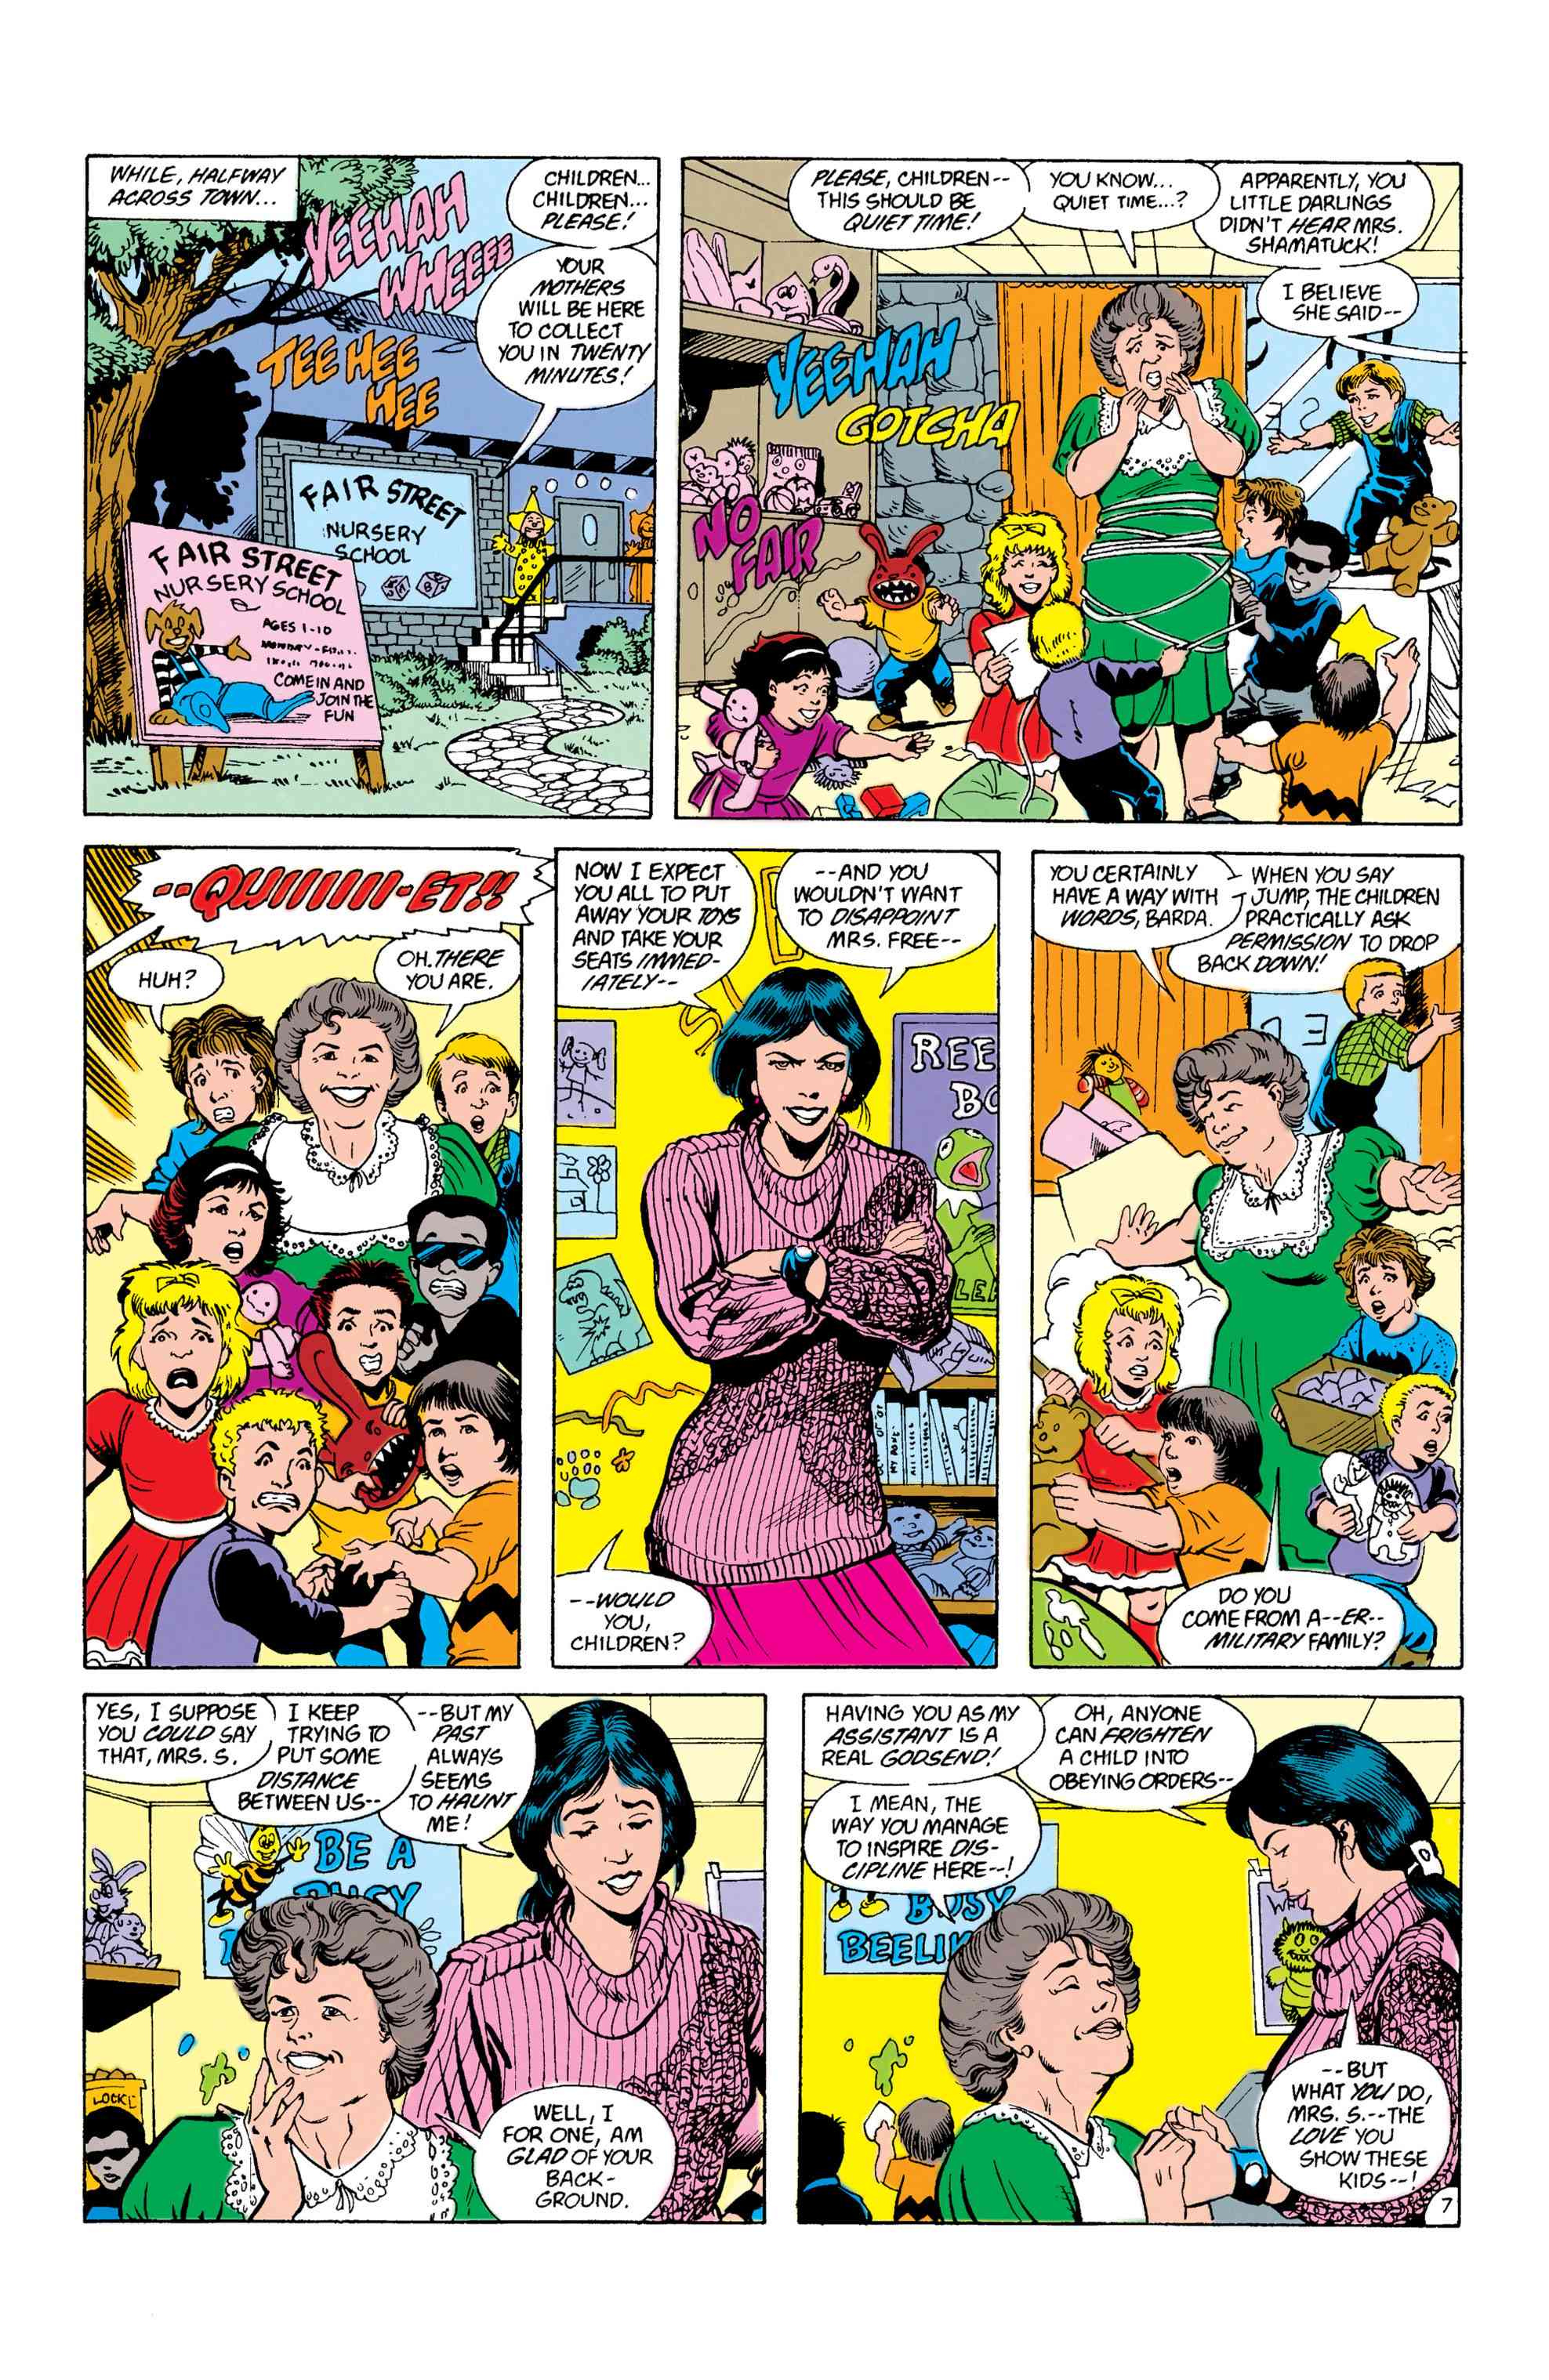 WHILE, HALFWAY
ACROSS TOWN...
YEEHAH
WHEEEE
TEE HEE
HEE
CHILDREN...
CHILDREN...
PLEASE!
YOUR
MOTHERS
WILL BE HERE
TO COLLECT
YOU IN TWENTY
MINUTES!
FAIR STREET
NURSERY
SCHOOL
FAIR STREET
NURSERY SCHOOL
AGES 1-10
COME IN AND
JOIN THE
FUN
PLEASE, CHILDREN--
THIS SHOULD BE
QUIET TIME!
YOU KNOW...
QUIET TIME...?
APPARENTLY, YOU
LITTLE DARLINGS
DIDN'T HEAR MRS.
SHAMATUCK!
I BELIEVE
SHE SAID--
YEEHAH
GOTCHA
NO
FAIR
--QUIIIIIII-ET!!
HUH?
OH. THERE
YOU ARE.
NOW I EXPECT
YOU ALL TO PUT
AWAY YOUR TOYS
AND TAKE YOUR
SEATS IMMED-
IATELY--
--AND YOU
WOULDN'T WANT
TO DISAPPOINT
MRS. FREE--
REE
BO
LEA
--WOULD
YOU,
CHILDREN?
YOU CERTAINLY
HAVE A WAY WITH
WORDS, BARDA.
WHEN YOU SAY
JUMP, THE CHILDREN
PRACTICALLY ASK
PERMISSION TO DROP
BACK DOWN!
DO YOU
COME FROM A--ER--
MILITARY FAMILY?
YES, I SUPPOSE
YOU COULD SAY
THAT, MRS. S.
I KEEP
TRYING TO
PUT SOME
DISTANCE
BETWEEN US--
--BUT MY
PAST
ALWAYS
SEEMS
TO HAUNT
ME!
BE A
BUSY
WELL, I
FOR ONE, AM
GLAD OF YOUR
BACK-
GROUND.
HAVING YOU AS MY
ASSISTANT IS A
REAL GODSEND!
I MEAN, THE
WAY YOU MANAGE
TO INSPIRE DIS-
CIPLINE HERE--!
OH, ANYONE
CAN FRIGHTEN
A CHILD INTO
OBEYING ORDERS--
BUSY
BEELI
--BUT
WHAT YOU DO,
MRS. S.--THE
LOVE YOU
SHOW THESE
KIDS--!
7